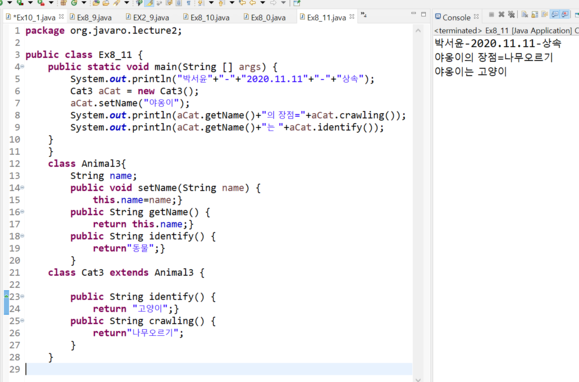 *Ex10_1.java
Ex8_9.java
EX2_9.java
Ex8_10.java
Ex8_0.java
Ex8_11.java
1 package org.javaro.lecture2;
2
3 public class Ex8_11 {
4 public static void main(String [] args) {
5 System.out.println("박서윤"+"-"+"2020.11.11"+"-"+"상속");
6 Cat3 aCat = new Cat3();
7 aCat.setName("야옹이");
8 System.out.println(aCat.getName()+"의 장점="+aCat.crawling());
9 System.out.println(aCat.getName()+"는 "+aCat.identify());
10 }
11 }
12 class Animal3{
13 String name;
14 public void setName(String name) {
15 this.name=name;}
16 public String getName() {
17 return this.name;}
18 public String identify() {
19 return"동물";}
20 }
21 class Cat3 extends Animal3 {
22
23 public String identify() {
24 return "고양이";}
25 public String crawling() {
26 return"나무오르기";
27 }
28 }
29
Console
<terminated> Ex8_11 [Java Application] C
박서윤-2020.11.11-상속
야옹이의 장점=나무오르기
야옹이는 고양이